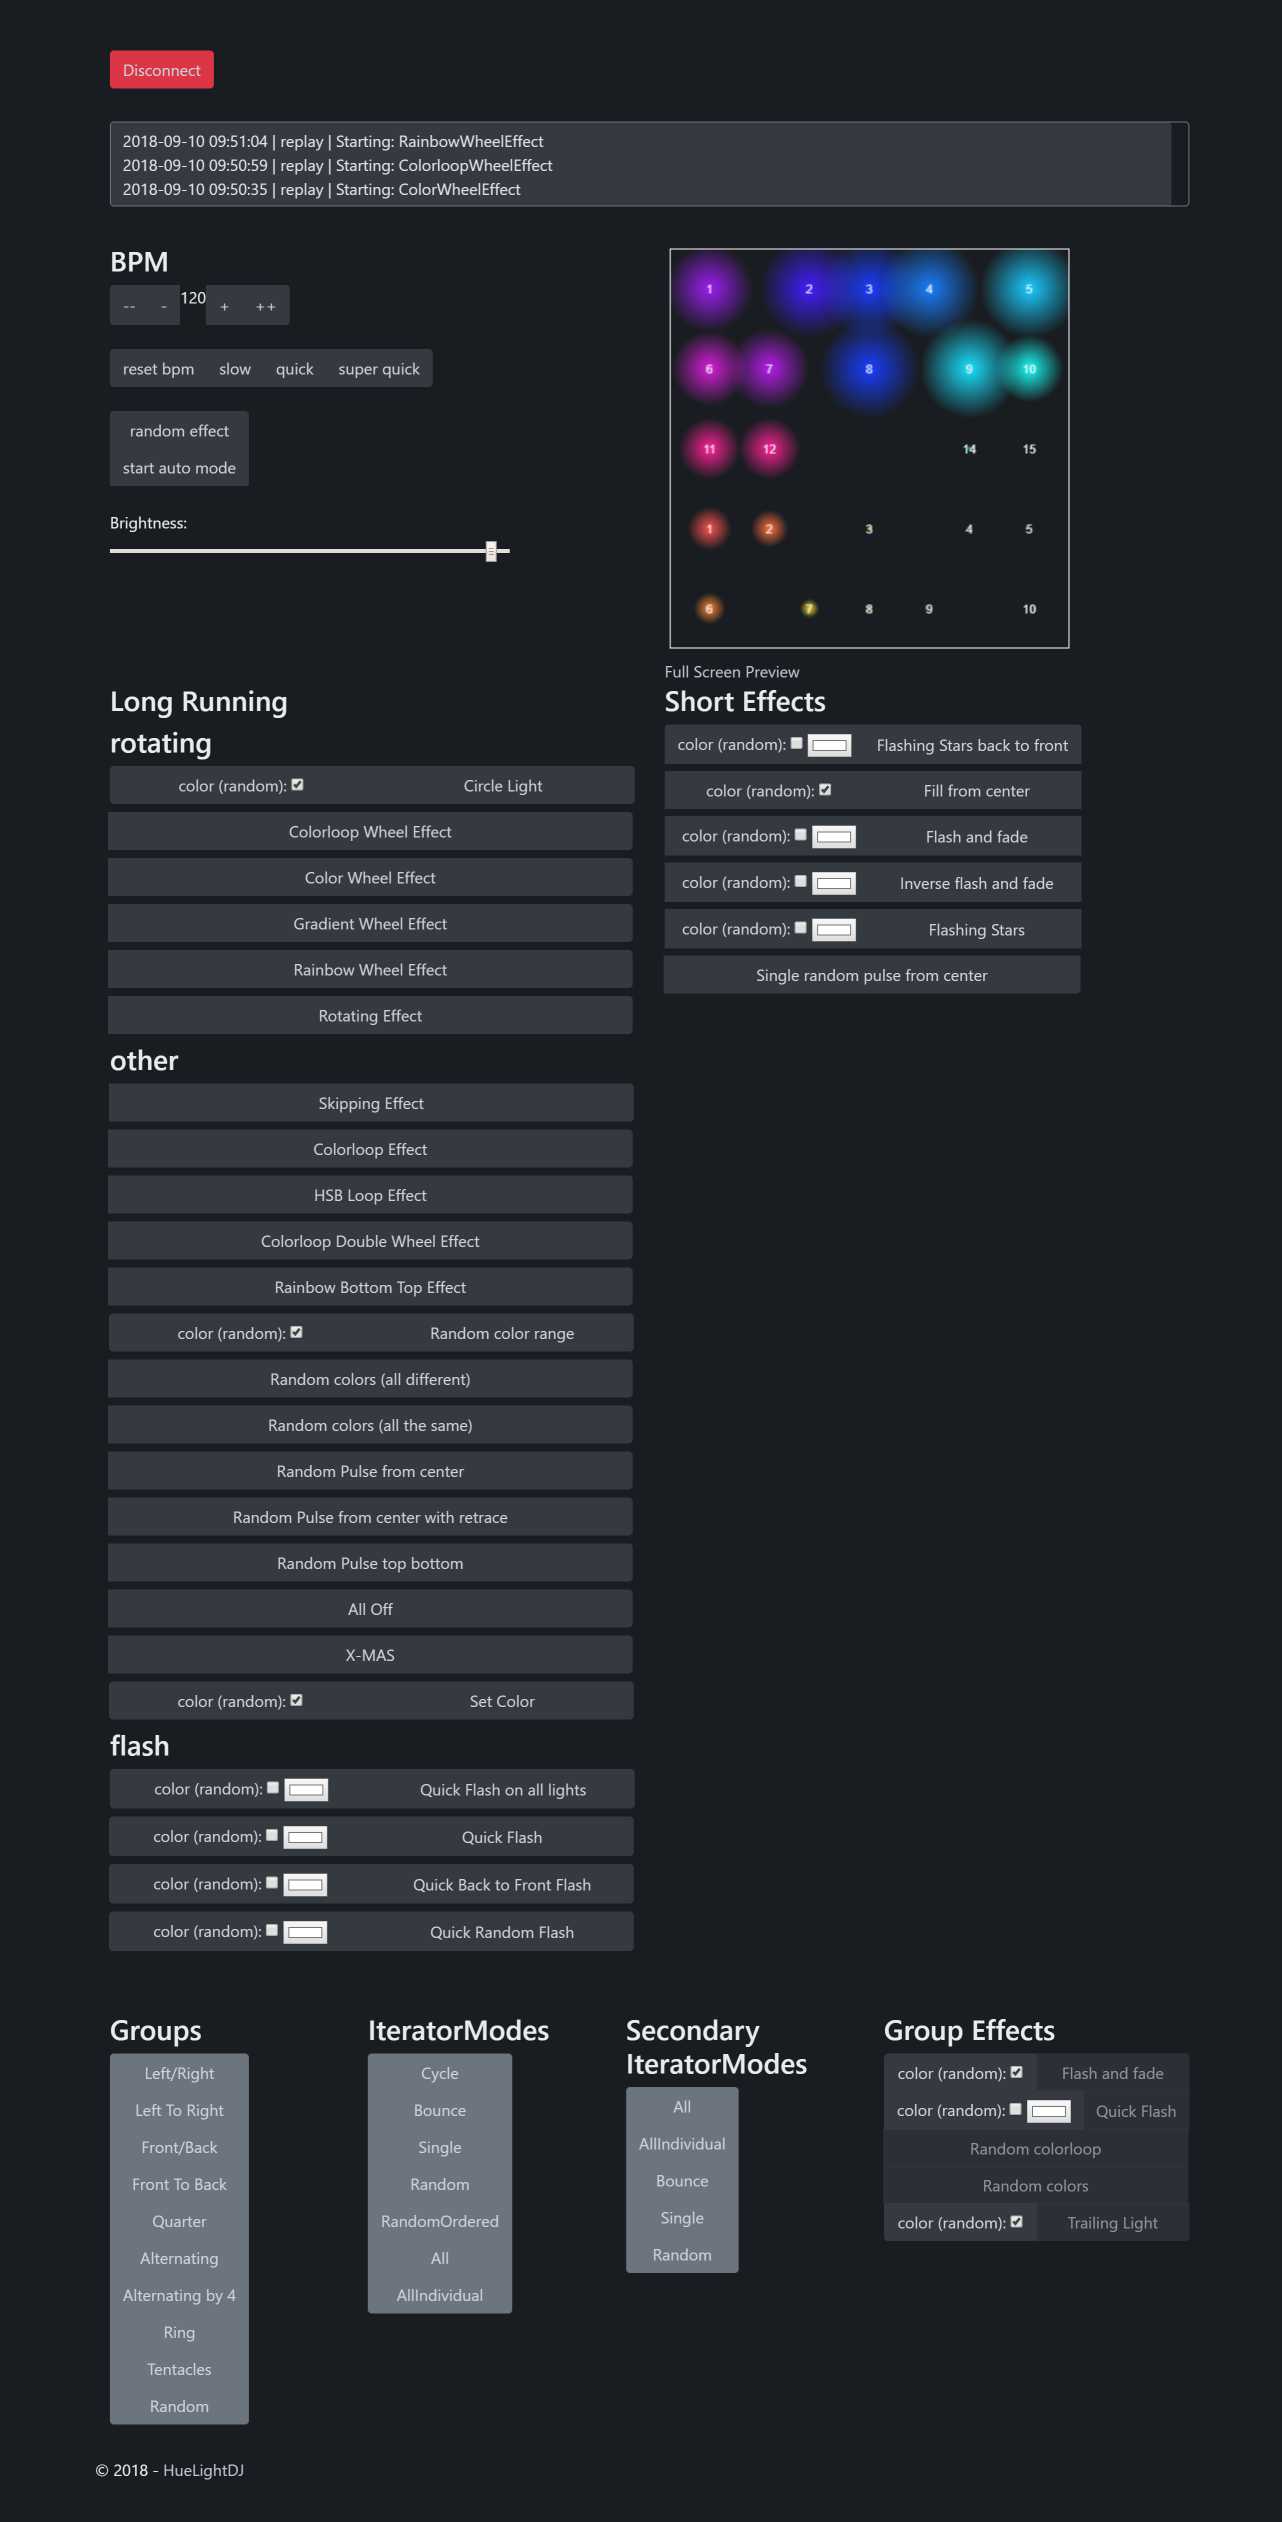 Disconnect
2018-09-10 09:51:04 | replay | Starting: RainbowWheelEffect
2018-09-10 09:50:59 | replay | Starting: ColorloopWheelEffect
2018-09-10 09:50:35 | replay | Starting: ColorWheelEffect
BPM
-- - 120 + ++
reset bpm slow quick super quick
random effect
start auto mode
Brightness:
1 2 3 4 5
6 7 8 9 10
11 12 14 15
1 2 3 4 5
6 7 8 9 10
Full Screen Preview
Long Running
rotating
color (random): Circle Light
Colorloop Wheel Effect
Color Wheel Effect
Gradient Wheel Effect
Rainbow Wheel Effect
Rotating Effect
other
Skipping Effect
Colorloop Effect
HSB Loop Effect
Colorloop Double Wheel Effect
Rainbow Bottom Top Effect
color (random): Random color range
Random colors (all different)
Random colors (all the same)
Random Pulse from center
Random Pulse from center with retrace
Random Pulse top bottom
All Off
X-MAS
color (random): Set Color
flash
color (random): Quick Flash on all lights
color (random): Quick Flash
color (random): Quick Back to Front Flash
color (random): Quick Random Flash
Short Effects
color (random): Flashing Stars back to front
color (random): Fill from center
color (random): Flash and fade
color (random): Inverse flash and fade
color (random): Flashing Stars
Single random pulse from center
Groups
Left/Right
Left To Right
Front/Back
Front To Back
Quarter
Alternating
Alternating by 4
Ring
Tentacles
Random
IteratorModes
Cycle
Bounce
Single
Random
RandomOrdered
All
AllIndividual
Secondary
IteratorModes
All
AllIndividual
Bounce
Single
Random
Group Effects
color (random): Flash and fade
color (random): Quick Flash
Random colorloop
Random colors
color (random): Trailing Light
© 2018 - HueLightDJ